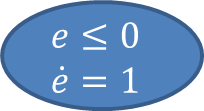 e ≤ 0
ė = 1